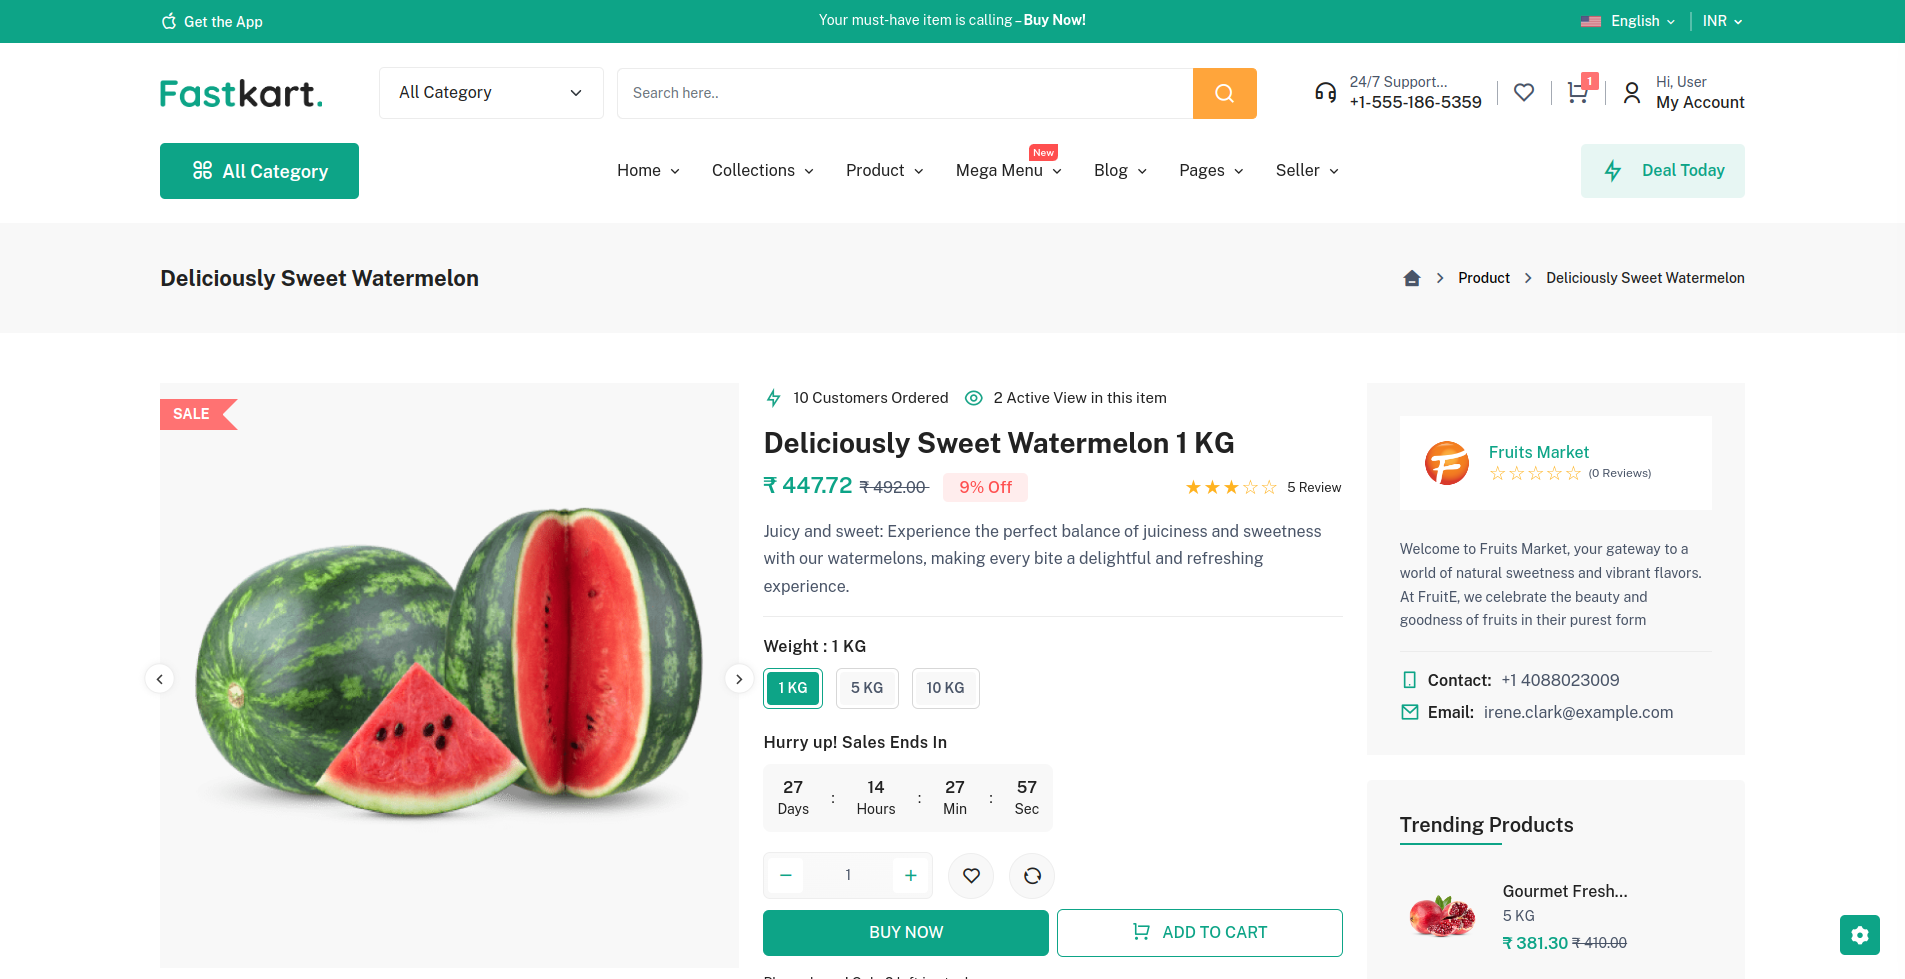 Get the App
Your must-have item is calling – Buy Now!
English
INR
Fastkart.
All Category
Search here..
24/7 Support...
+1-555-186-5359
1
Hi, User
My Account
All Category
Home
Collections
Product
Mega Menu
New
Blog
Pages
Seller
Deal Today
Deliciously Sweet Watermelon
Product
Deliciously Sweet Watermelon
SALE
10 Customers Ordered
2 Active View in this item
Deliciously Sweet Watermelon 1 KG
₹ 447.72 ₹ 492.00 9% Off
5 Review
Juicy and sweet: Experience the perfect balance of juiciness and sweetness
with our watermelons, making every bite a delightful and refreshing
experience.
Weight : 1 KG
1 KG
5 KG
10 KG
Hurry up! Sales Ends In
27 : 14 : 27 : 57
Days Hours Min Sec
− 1 +
BUY NOW
ADD TO CART
Fruits Market
(0 Reviews)
Welcome to Fruits Market, your gateway to a
world of natural sweetness and vibrant flavors.
At FruitE, we celebrate the beauty and
goodness of fruits in their purest form
Contact: +1 4088023009
Email: irene.clark@example.com
Trending Products
Gourmet Fresh...
5 KG
₹ 381.30 ₹ 410.00